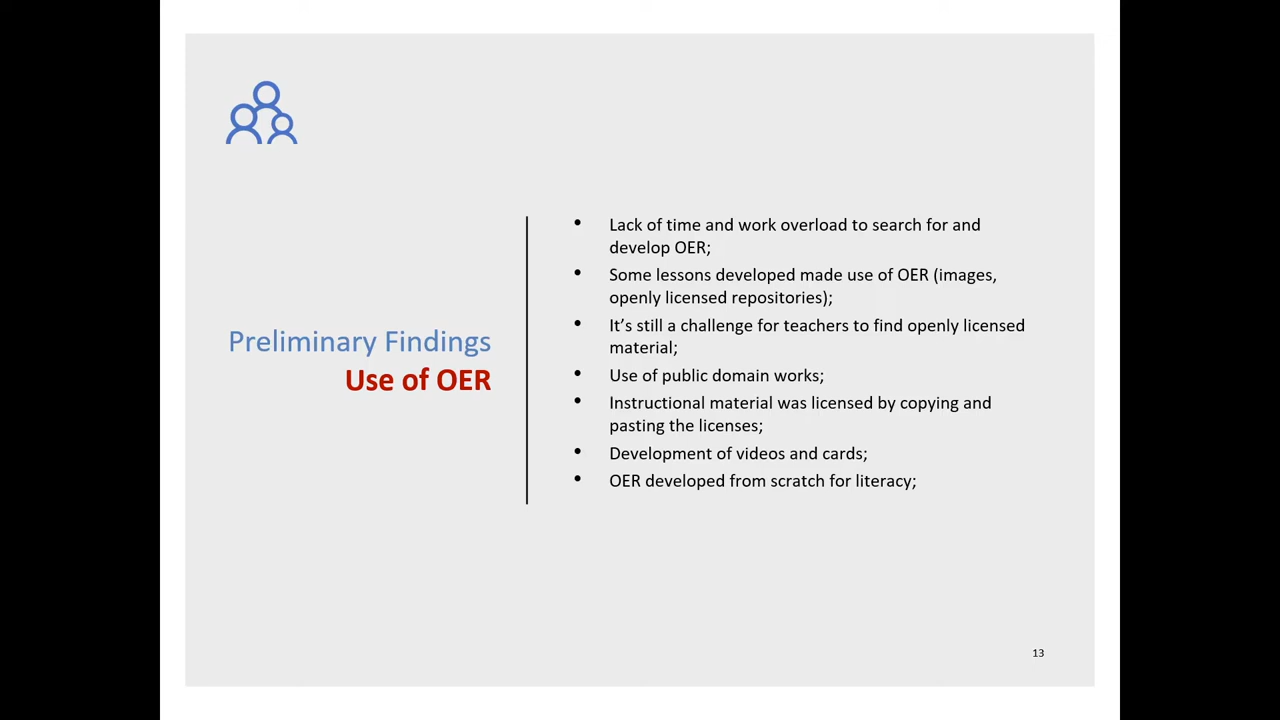 Preliminary Findings
Use of OER
• Lack of time and work overload to search for and
develop OER;
• Some lessons developed made use of OER (images,
openly licensed repositories);
• It’s still a challenge for teachers to find openly licensed
material;
• Use of public domain works;
• Instructional material was licensed by copying and
pasting the licenses;
• Development of videos and cards;
• OER developed from scratch for literacy;
13